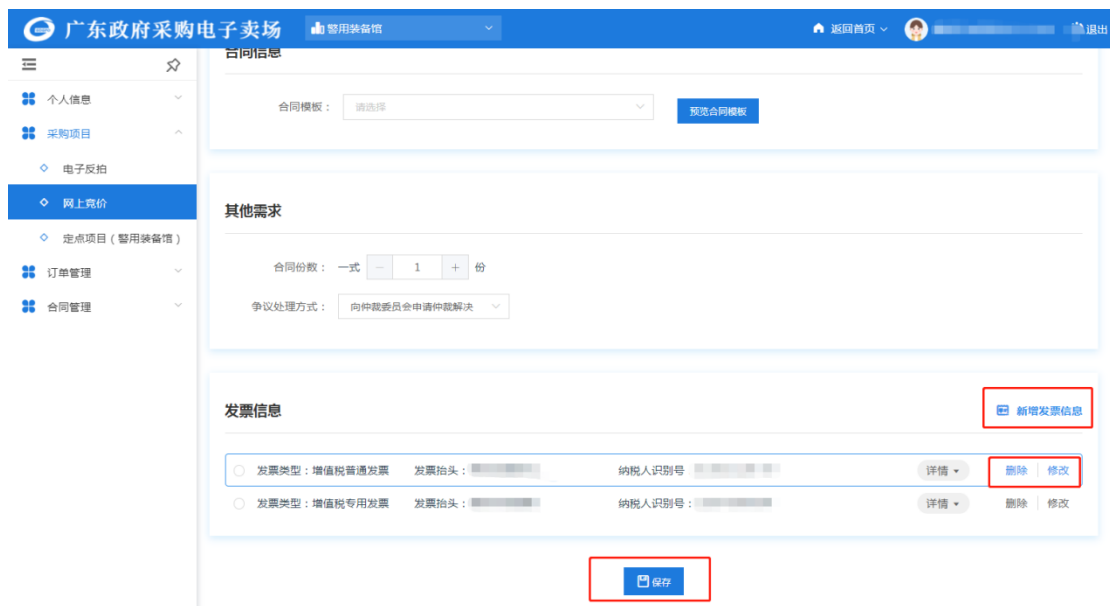 广东政府采购电子卖场
警用装备馆
返回首页
退出
个人信息
采购项目
电子反拍
网上竞价
定点项目（警用装备馆）
订单管理
合同管理
合同信息
合同模板：
请选择
预览合同模板
其他需求
合同份数： 一式 － 1 ＋ 份
争议处理方式： 向仲裁委员会申请仲裁解决
发票信息
新增发票信息
发票类型：增值税普通发票 发票抬头： 纳税人识别号 详情 删除 修改
发票类型：增值税专用发票 发票抬头： 纳税人识别号： 详情 删除 修改
保存